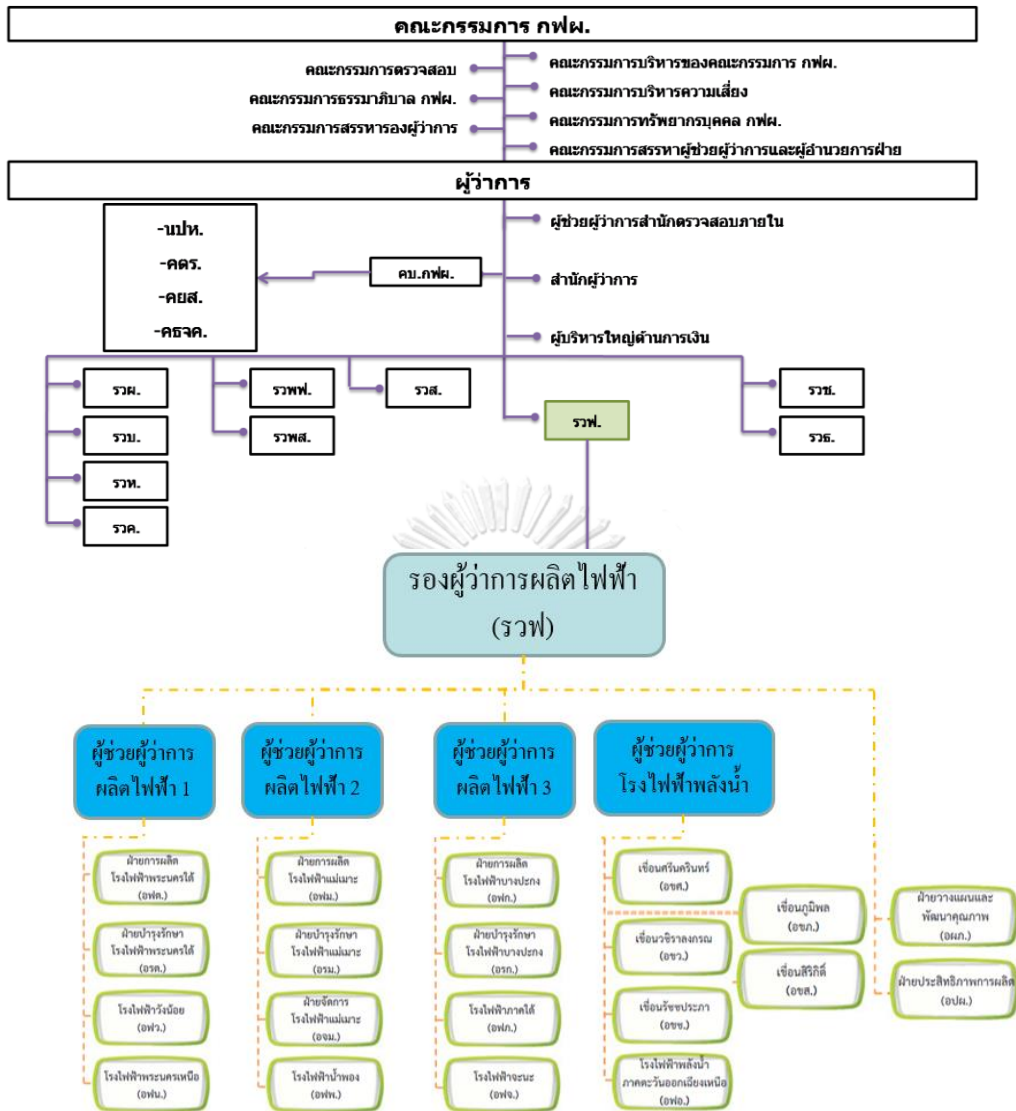 คณะกรรมการ กฟผ.
คณะกรรมการตรวจสอบ
คณะกรรมการธรรมาภิบาล กฟผ.
คณะกรรมการสรรหารองผู้ว่าการ
คณะกรรมการบริหารของคณะกรรมการ กฟผ.
คณะกรรมการบริหารความเสี่ยง
คณะกรรมการทรัพยากรบุคคล กฟผ.
คณะกรรมการสรรหาผู้ช่วยผู้ว่าการและผู้อำนวยการฝ่าย
ผู้ว่าการ
-นปห.
-คดร.
-คยส.
-คธจค.
คบ.กฟผ.
ผู้ช่วยผู้ว่าการสำนักตรวจสอบภายใน
สำนักผู้ว่าการ
ผู้บริหารใหญ่ด้านการเงิน
รวผ.
รวบ.
รวห.
รวค.
รวพฟ.
รวพส.
รวส.
รวฟ.
รวช.
รวธ.
รองผู้ว่าการผลิตไฟฟ้า
(รวฟ)
ผู้ช่วยผู้ว่าการ
ผลิตไฟฟ้า 1
ฝ่ายการผลิต
โรงไฟฟ้าพระนครใต้
(อฟต.)
ฝ่ายบำรุงรักษา
โรงไฟฟ้าพระนครใต้
(อรต.)
โรงไฟฟ้าวังน้อย
(อฟว.)
โรงไฟฟ้าพระนครเหนือ
(อฟน.)
ผู้ช่วยผู้ว่าการ
ผลิตไฟฟ้า 2
ฝ่ายการผลิต
โรงไฟฟ้าแม่เมาะ
(อฟม.)
ฝ่ายบำรุงรักษา
โรงไฟฟ้าแม่เมาะ
(อรม.)
ฝ่ายจัดการ
โรงไฟฟ้าแม่เมาะ
(อจม.)
โรงไฟฟ้าน้ำพอง
(อฟพ.)
ผู้ช่วยผู้ว่าการ
ผลิตไฟฟ้า 3
ฝ่ายการผลิต
โรงไฟฟ้าบางปะกง
(อฟก.)
ฝ่ายบำรุงรักษา
โรงไฟฟ้าบางปะกง
(อรก.)
โรงไฟฟ้าภาคใต้
(อฟภ.)
โรงไฟฟ้าจะนะ
(อฟจ.)
ผู้ช่วยผู้ว่าการ
โรงไฟฟ้าพลังน้ำ
เขื่อนศรีนครินทร์
(อขศ.)
เขื่อนวชิราลงกรณ
(อขว.)
เขื่อนรัชชประภา
(อขช.)
โรงไฟฟ้าพลังน้ำ
ภาคตะวันออกเฉียงเหนือ
(อฟอ.)
เขื่อนภูมิพล
(อขภ.)
เขื่อนสิริกิติ์
(อขส.)
ฝ่ายวางแผนและ
พัฒนาคุณภาพ
(อผภ.)
ฝ่ายประสิทธิภาพการผลิต
(อปผ.)